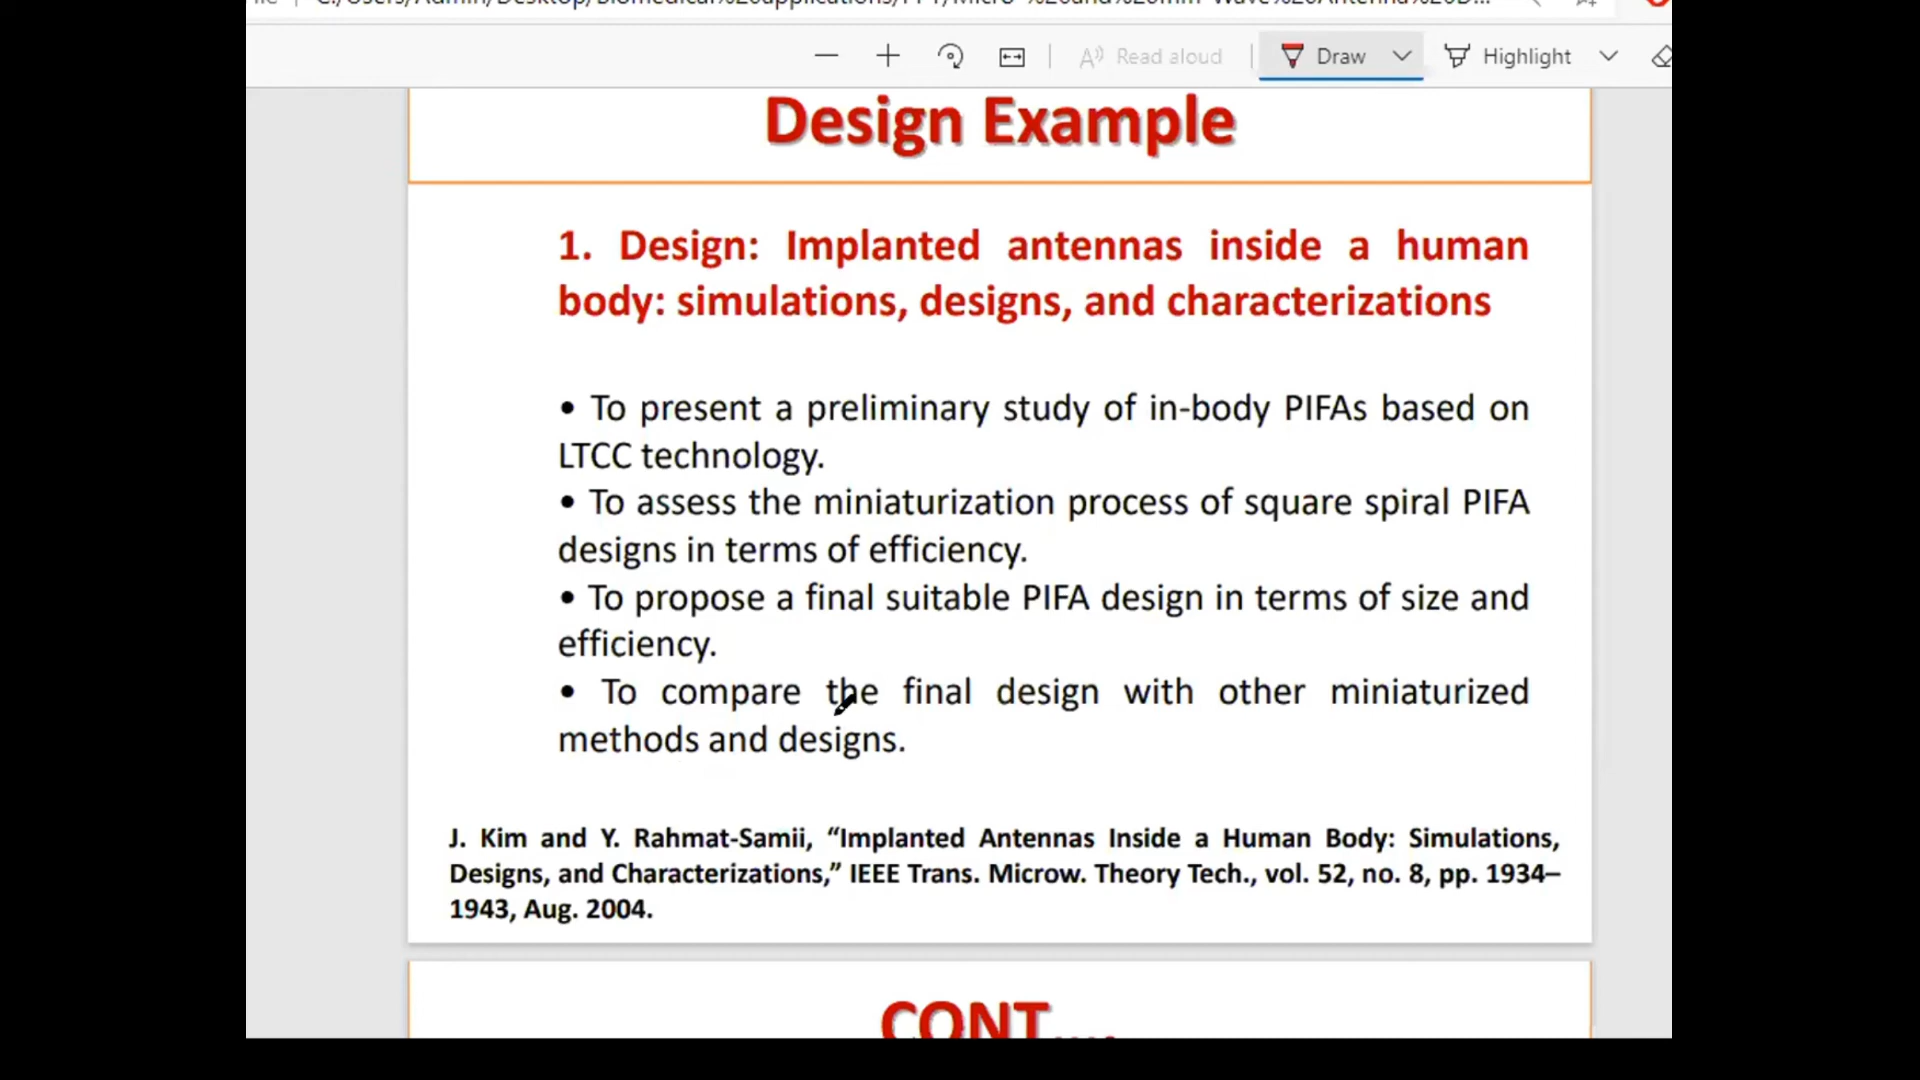 Read aloud Draw Highlight
Design Example
1. Design: Implanted antennas inside a human
body: simulations, designs, and characterizations
• To present a preliminary study of in-body PIFAs based on
LTCC technology.
• To assess the miniaturization process of square spiral PIFA
designs in terms of efficiency.
• To propose a final suitable PIFA design in terms of size and
efficiency.
• To compare the final design with other miniaturized
methods and designs.
J. Kim and Y. Rahmat-Samii, “Implanted Antennas Inside a Human Body: Simulations,
Designs, and Characterizations,” IEEE Trans. Microw. Theory Tech., vol. 52, no. 8, pp. 1934–
1943, Aug. 2004.
CONT....